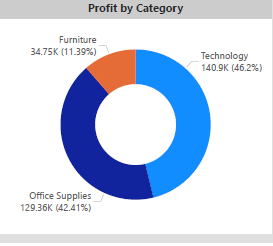 Profit by Category
Furniture
34.75K (11.39%)
Technology
140.9K (46.2%)
Office Supplies
129.36K (42.41%)